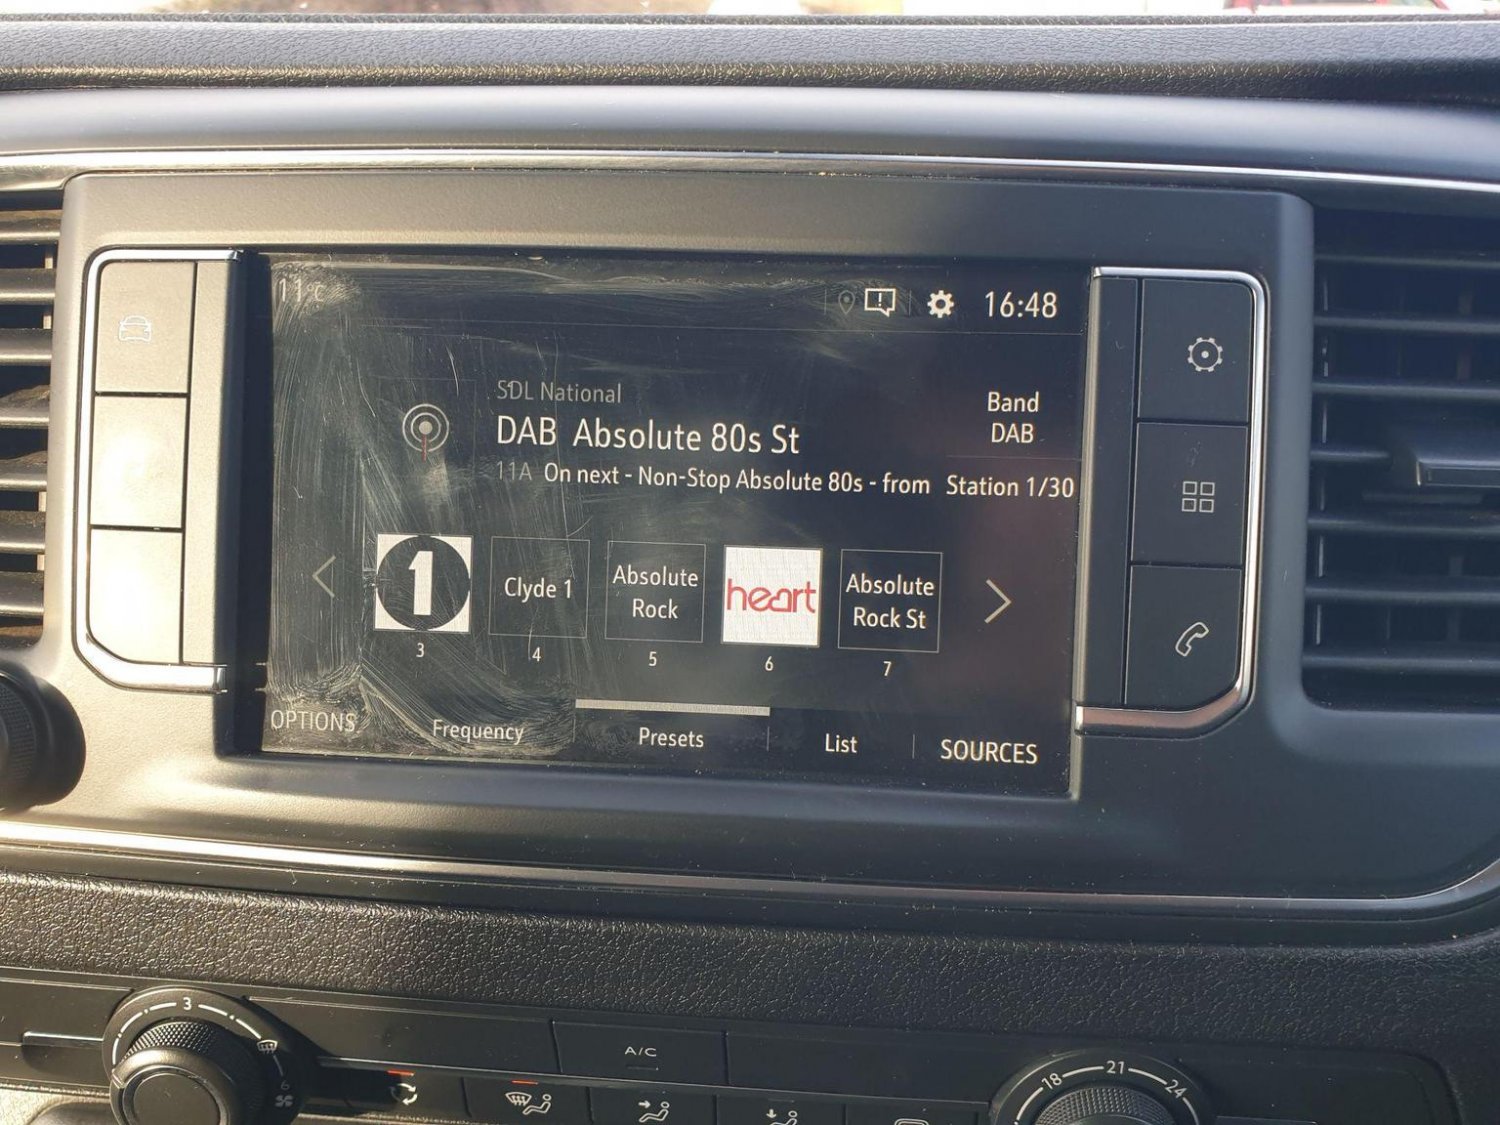 11°C
16:48
SDL National
DAB Absolute 80s St
11A On next - Non-Stop Absolute 80s - from
Band
DAB
Station 1/30
1
Clyde 1
Absolute
Rock
heart
Absolute
Rock St
3
4
5
6
7
OPTIONS
Frequency
Presets
List
SOURCES
3
6
A/C
18
21
24